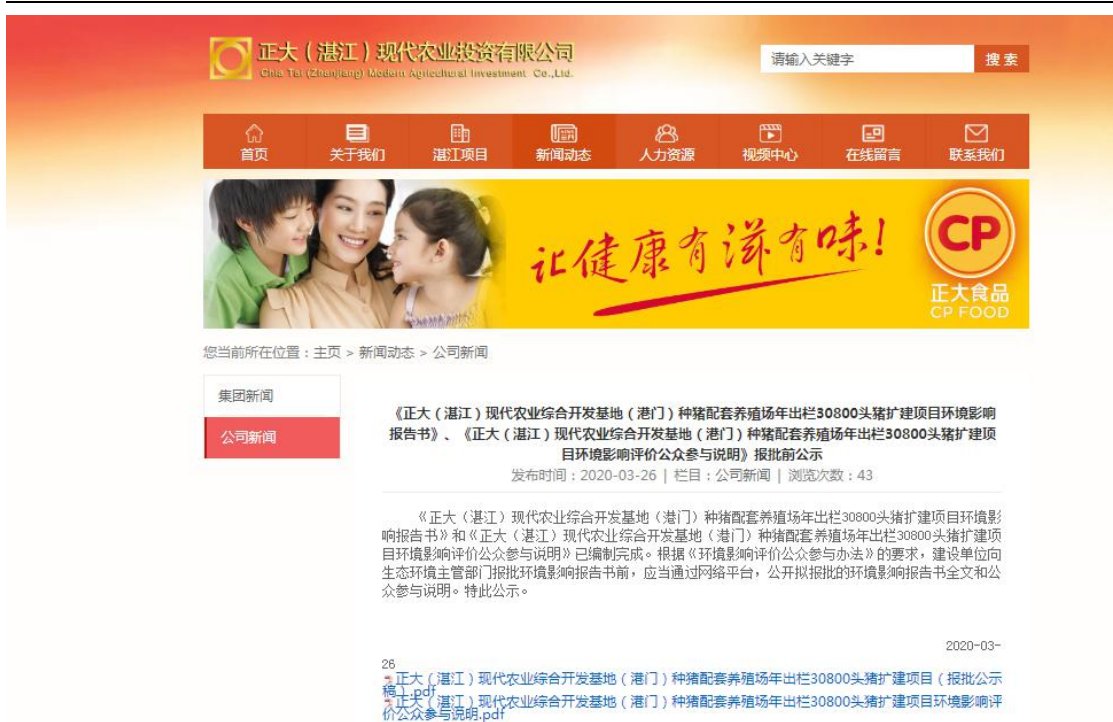 正大（湛江）现代农业投资有限公司
Chia Tai (Zhanjiang) Modern Agricultural Investment Co.,Ltd.
请输入关键字
搜 索
首页 关于我们 湛江项目 新闻动态 人力资源 视频中心 在线留言 联系我们
让健康有滋有味!
CP
正大食品
CP FOOD
您当前所在位置：主页 > 新闻动态 > 公司新闻
集团新闻
公司新闻
《正大（湛江）现代农业综合开发基地（港门）种猪配套养殖场年出栏30800头猪扩建项目环境影响
报告书》、《正大（湛江）现代农业综合开发基地（港门）种猪配套养殖场年出栏30800头猪扩建项
目环境影响评价公众参与说明》报批前公示
发布时间：2020-03-26 | 栏目：公司新闻 | 浏览次数：43
《正大（湛江）现代农业综合开发基地（港门）种猪配套养殖场年出栏30800头猪扩建项目环境影
响报告书》和《正大（湛江）现代农业综合开发基地（港门）种猪配套养殖场年出栏30800头猪扩建项
目环境影响评价公众参与说明》已编制完成。根据《环境影响评价公众参与办法》的要求，建设单位向
生态环境主管部门报批环境影响报告书前，应当通过网络平台，公开拟报批的环境影响报告书全文和公
众参与说明。特此公示。
2020-03-
26
正大（湛江）现代农业综合开发基地（港门）种猪配套养殖场年出栏30800头猪扩建项目（报批公示
稿）.pdf
正大（湛江）现代农业综合开发基地（港门）种猪配套养殖场年出栏30800头猪扩建项目环境影响评
价公众参与说明.pdf